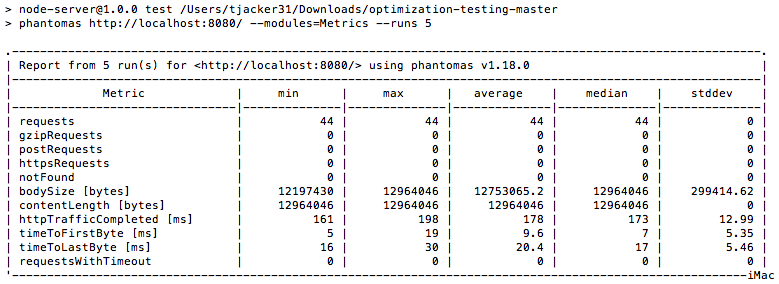 > node-server@1.0.0 test /Users/tjacker31/Downloads/optimization-testing-master
> phantomas http://localhost:8080/ --modules=Metrics --runs 5
| Report from 5 run(s) for <http://localhost:8080/> using phantomas v1.18.0 |
| Metric | min | max | average | median | stddev |
| requests | 44 | 44 | 44 | 44 | 0 |
| gzipRequests | 0 | 0 | 0 | 0 | 0 |
| postRequests | 0 | 0 | 0 | 0 | 0 |
| httpsRequests | 0 | 0 | 0 | 0 | 0 |
| notFound | 0 | 0 | 0 | 0 | 0 |
| bodySize [bytes] | 12197430 | 12964046 | 12753065.2 | 12964046 | 299414.62 |
| contentLength [bytes] | 12964046 | 12964046 | 12964046 | 12964046 | 0 |
| httpTrafficCompleted [ms] | 161 | 198 | 178 | 173 | 12.99 |
| timeToFirstByte [ms] | 5 | 19 | 9.6 | 7 | 5.35 |
| timeToLastByte [ms] | 16 | 30 | 20.4 | 17 | 5.46 |
| requestsWithTimeout | 0 | 0 | 0 | 0 | 0 |
iMac